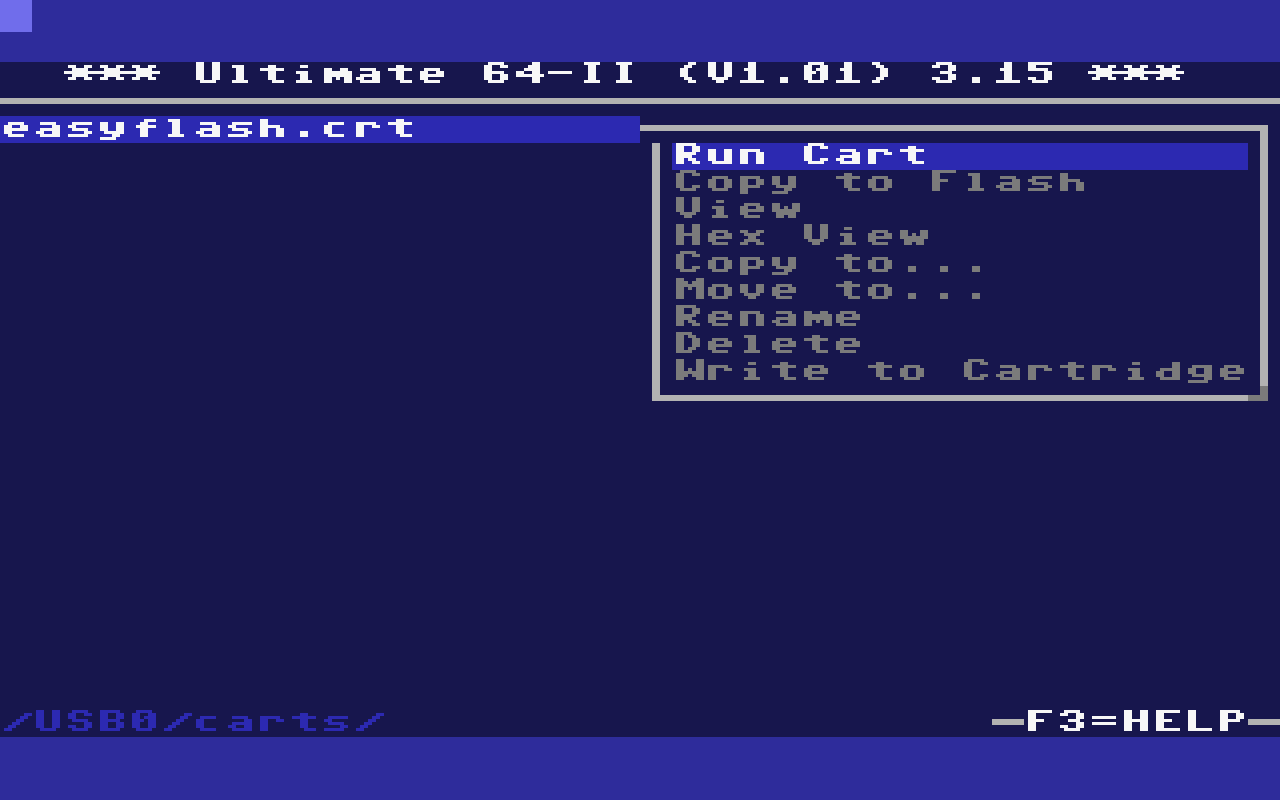 *** Ultimate 64-II (V1.01) 3.15 ***
easyflash.crt
Run Cart
Copy to Flash
View
Hex View
Copy to...
Move to...
Rename
Delete
Write to Cartridge
/USB0/carts/
F3=HELP